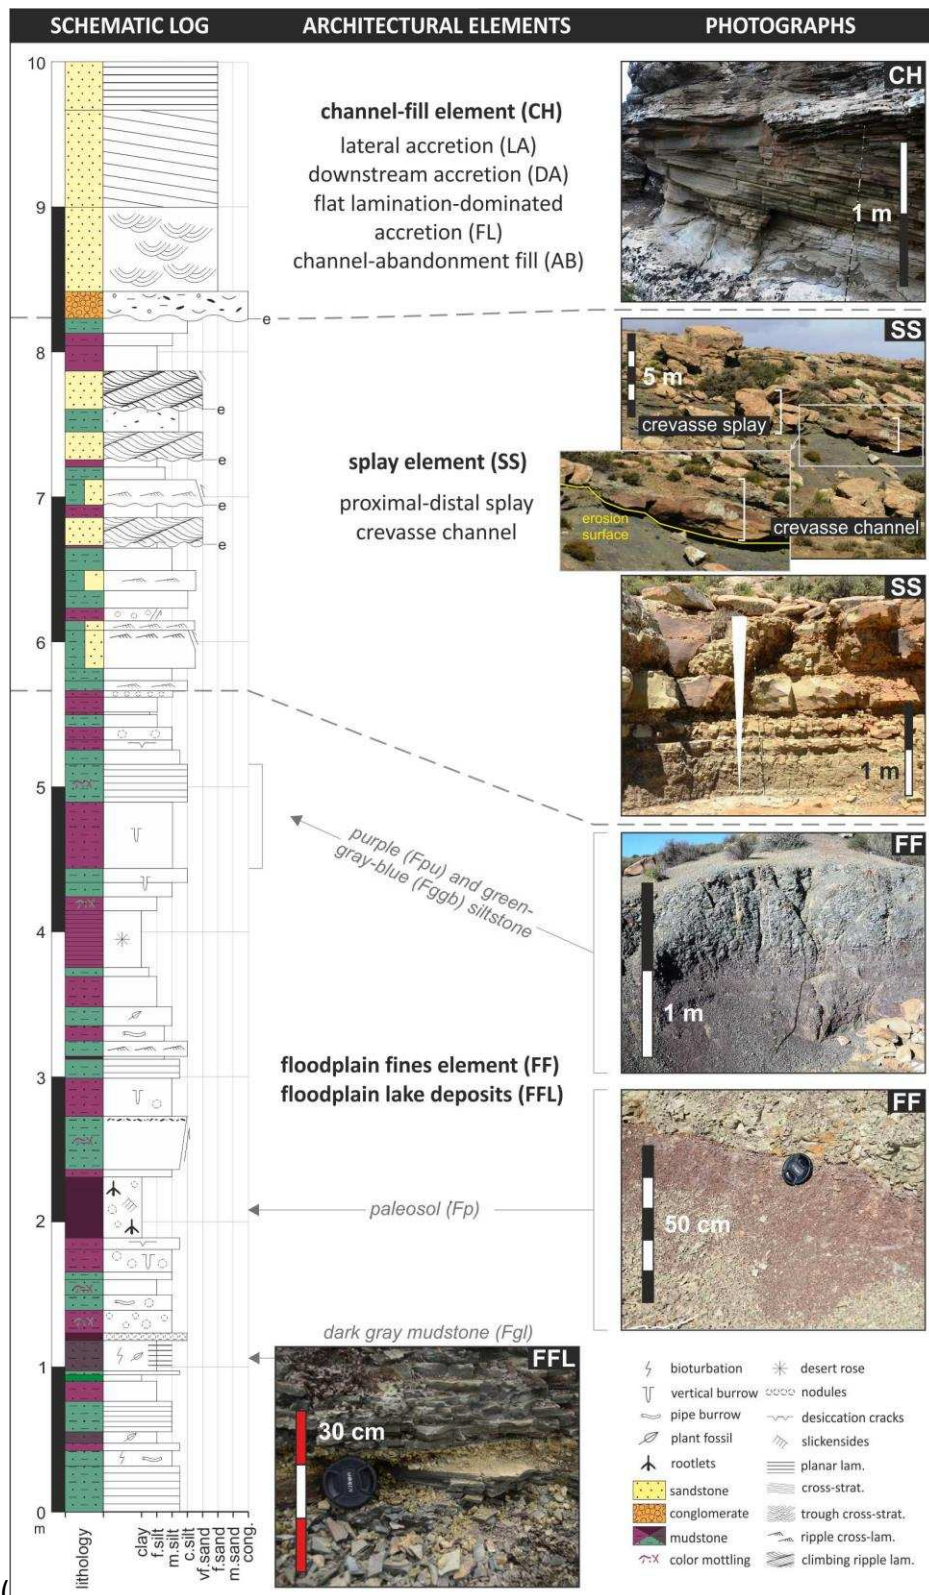 SCHEMATIC LOG
ARCHITECTURAL ELEMENTS
PHOTOGRAPHS
10
9
8
7
6
5
4
3
2
1
0
m
lithology
clay
f.silt
m.silt
c.silt
vf.sand
f.sand
m.sand
cong.
e
e
e
e
e
channel-fill element (CH)
lateral accretion (LA)
downstream accretion (DA)
flat lamination-dominated
accretion (FL)
channel-abandonment fill (AB)
splay element (SS)
proximal-distal splay
crevasse channel
purple (Fpu) and green-
gray-blue (Fggb) siltstone
floodplain fines element (FF)
floodplain lake deposits (FFL)
paleosol (Fp)
dark gray mudstone (Fgl)
CH
1 m
SS
5 m
crevasse splay
crevasse channel
erosion
surface
SS
1 m
FF
1 m
FF
50 cm
FFL
30 cm
bioturbation
vertical burrow
pipe burrow
plant fossil
rootlets
sandstone
conglomerate
mudstone
color mottling
desert rose
nodules
desiccation cracks
slickensides
planar lam.
cross-strat.
trough cross-strat.
ripple cross-lam.
climbing ripple lam.
(